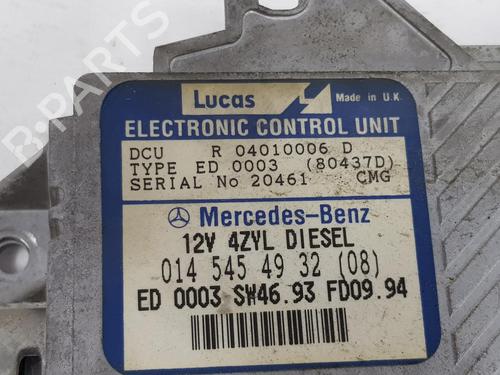 B-PARTS
Lucas
Made in U.K.
ELECTRONIC CONTROL UNIT
DCU R 04010006 D
TYPE ED 0003 (80437D)
SERIAL No 20461 CMG
Mercedes-Benz
12V 4ZYL DIESEL
014 545 49 32 (08)
ED 0003 SW46.93 FD09.94